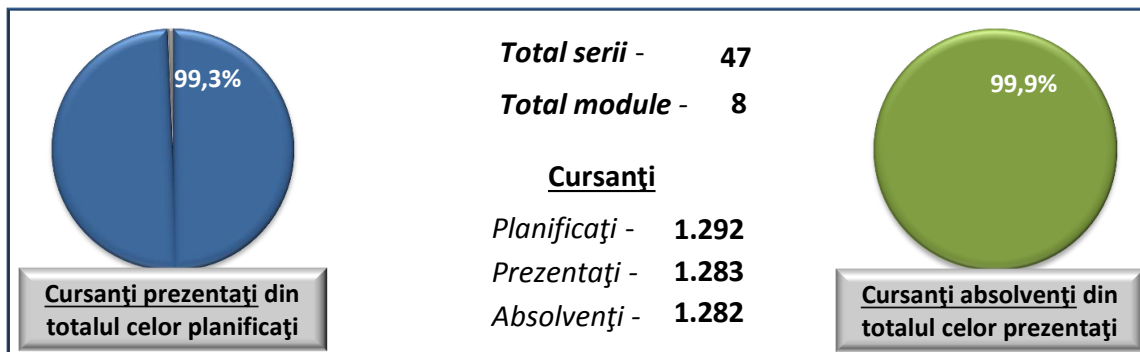 99,3%
Cursanţi prezentaţi din
totalul celor planificaţi
Total serii - 47
Total module - 8
Cursanţi
Planificaţi - 1.292
Prezentaţi - 1.283
Absolvenţi - 1.282
99,9%
Cursanţi absolvenţi din
totalul celor prezentaţi